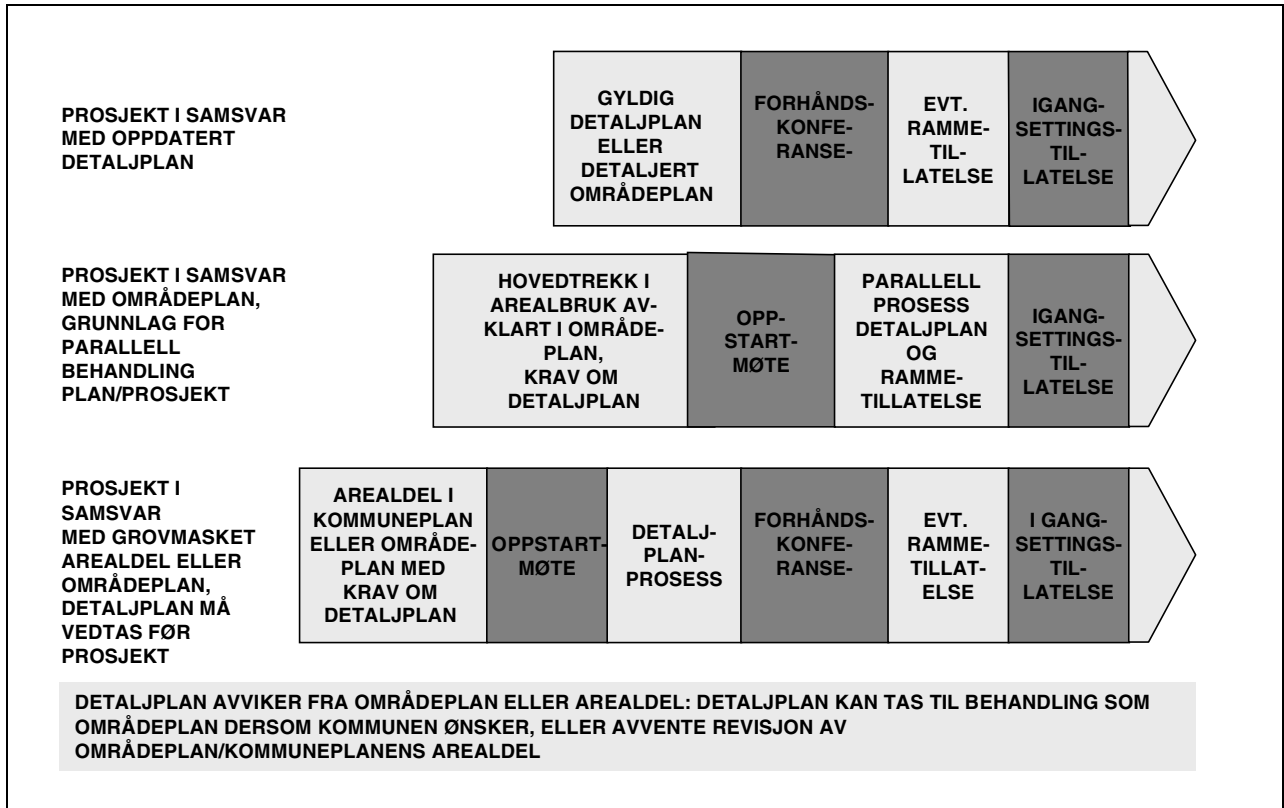 PROSJEKT I SAMSVAR
MED OPPDATERT
DETALJPLAN
GYLDIG
DETALJPLAN
ELLER
DETALJERT
OMRÅDEPLAN
FORHÅNDS-
KONFE-
RANSE-
EVT.
RAMME-
TIL-
LATELSE
IGANG-
SETTINGS-
TIL-
LATELSE
PROSJEKT I SAMSVAR
MED OMRÅDEPLAN,
GRUNNLAG FOR
PARALLELL
BEHANDLING
PLAN/PROSJEKT
HOVEDTREKK I
AREALBRUK AV-
KLART I OMRÅDE-
PLAN,
KRAV OM
DETALJPLAN
OPP-
START-
MØTE
PARALLELL
PROSESS
DETALJPLAN
OG
RAMME-
TILLATELSE
IGANG-
SETTINGS-
TIL-
LATELSE
PROSJEKT I
SAMSVAR
MED GROVMASKET
AREALDEL ELLER
OMRÅDEPLAN,
DETALJPLAN MÅ
VEDTAS FØR
PROSJEKT
AREALDEL I
KOMMUNEPLAN
ELLER OMRÅDE-
PLAN MED
KRAV OM
DETALJPLAN
OPPSTART-
MØTE
DETALJ-
PLAN-
PROSESS
FORHÅNDS-
KONFE-
RANSE-
EVT.
RAMME-
TILLAT-
ELSE
I GANG-
SETTINGS-
TIL-
LATELSE
DETALJPLAN AVVIKER FRA OMRÅDEPLAN ELLER AREALDEL: DETALJPLAN KAN TAS TIL BEHANDLING SOM
OMRÅDEPLAN DERSOM KOMMUNEN ØNSKER, ELLER AVVENTE REVISJON AV
OMRÅDEPLAN/KOMMUNEPLANENS AREALDEL